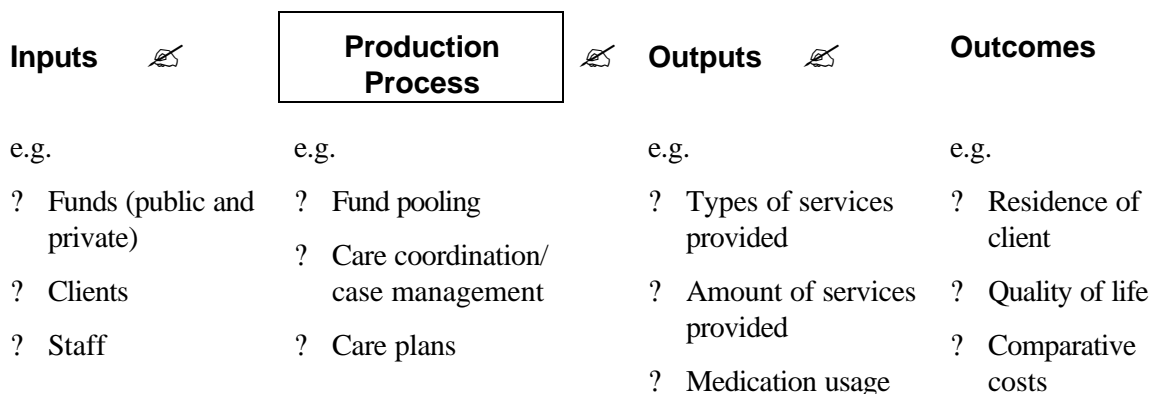 Inputs
Production
Process
Outputs
Outcomes
e.g.
? Funds (public and
private)
? Clients
? Staff
e.g.
? Fund pooling
? Care coordination/
case management
? Care plans
e.g.
? Types of services
provided
? Amount of services
provided
? Medication usage
e.g.
? Residence of
client
? Quality of life
? Comparative
costs